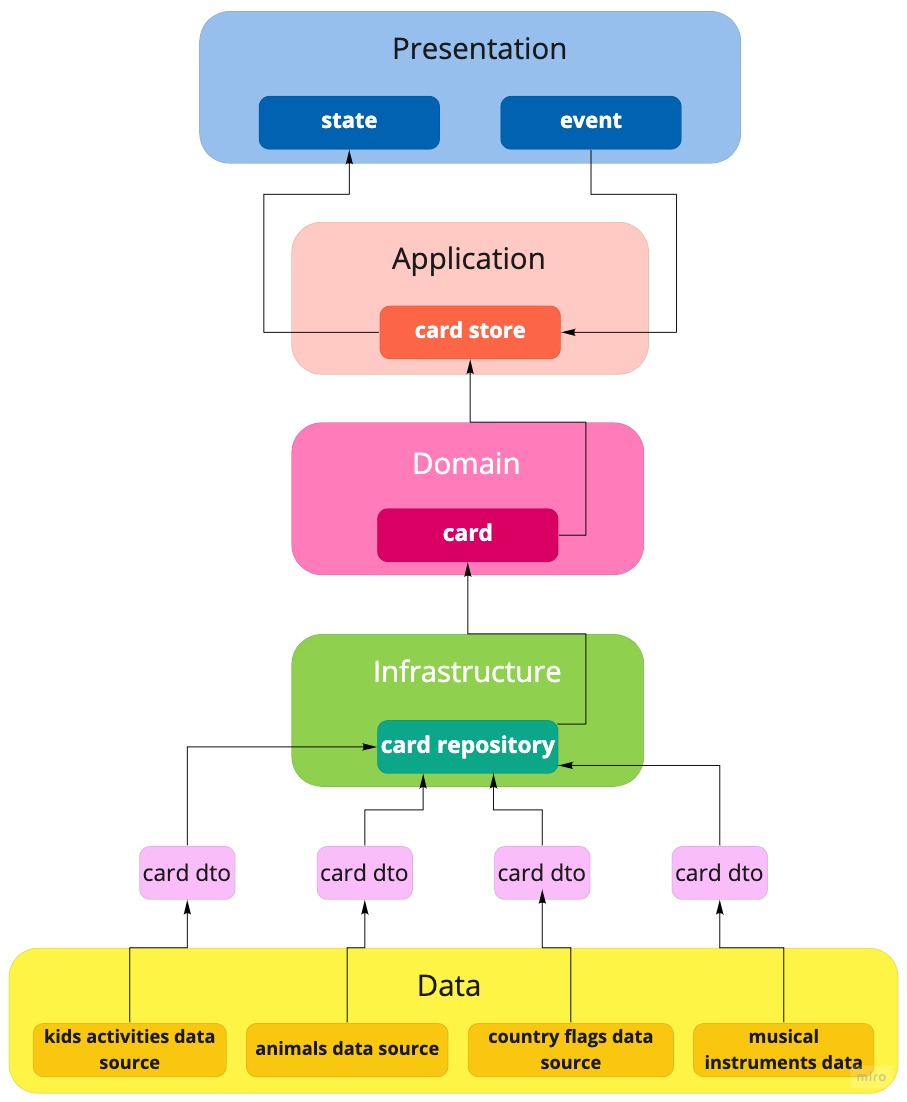 Presentation
state
event
Application
card store
Domain
card
Infrastructure
card repository
card dto
card dto
card dto
card dto
Data
kids activities data
source
animals data source
country flags data
source
musical
instruments data
miro